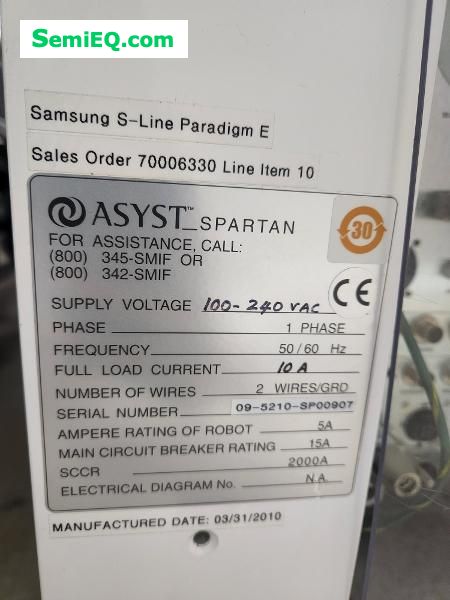 SemiEQ.com
Samsung S-Line Paradigm E
Sales Order 70006330 Line Item 10
ASYST™ SPARTAN
30
FOR ASSISTANCE, CALL:
(800) 345-SMIF OR
(800) 342-SMIF
CE
SUPPLY VOLTAGE 100-240 VAC
PHASE 1 PHASE
FREQUENCY 50/60 Hz
FULL LOAD CURRENT 10A
NUMBER OF WIRES 2 WIRES/GRD
SERIAL NUMBER 09-5210-SP00907
AMPERE RATING OF ROBOT 5A
MAIN CIRCUIT BREAKER RATING 15A
SCCR 2000A
ELECTRICAL DIAGRAM No. N.A.
MANUFACTURED DATE: 03/31/2010